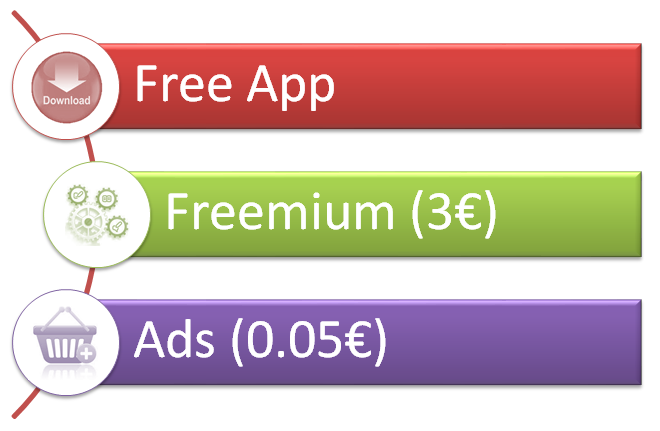 Download
Free App
Freemium (3€)
Ads (0.05€)